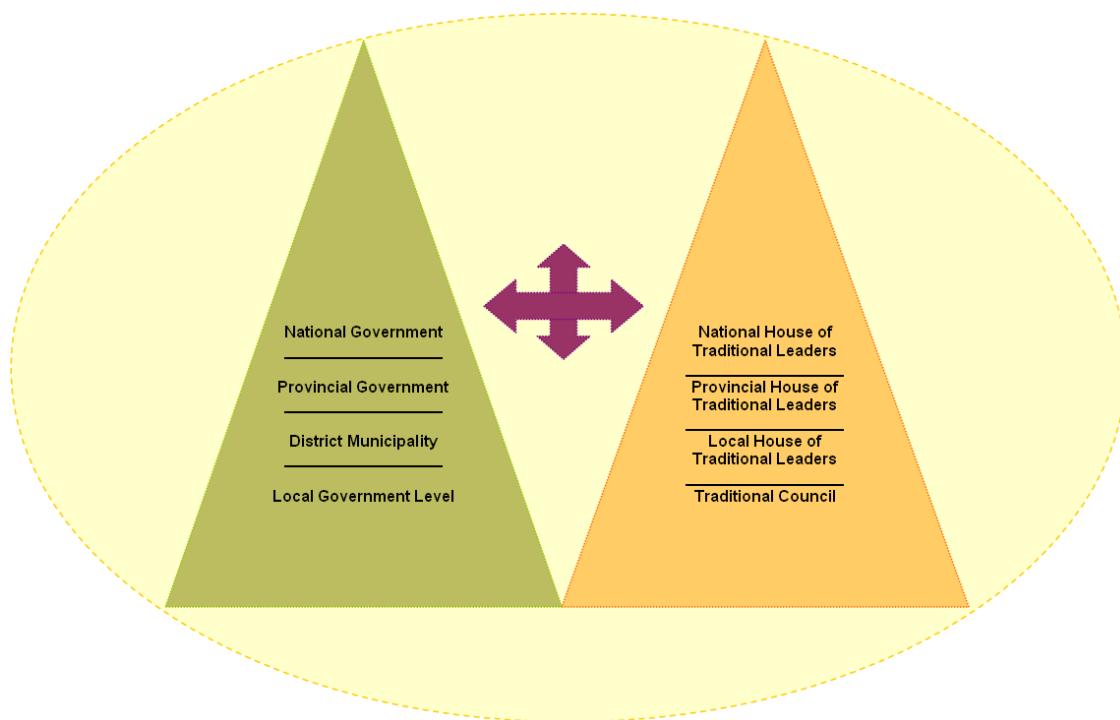 National Government
Provincial Government
District Municipality
Local Government Level
National House of
Traditional Leaders
Provincial House of
Traditional Leaders
Local House of
Traditional Leaders
Traditional Council